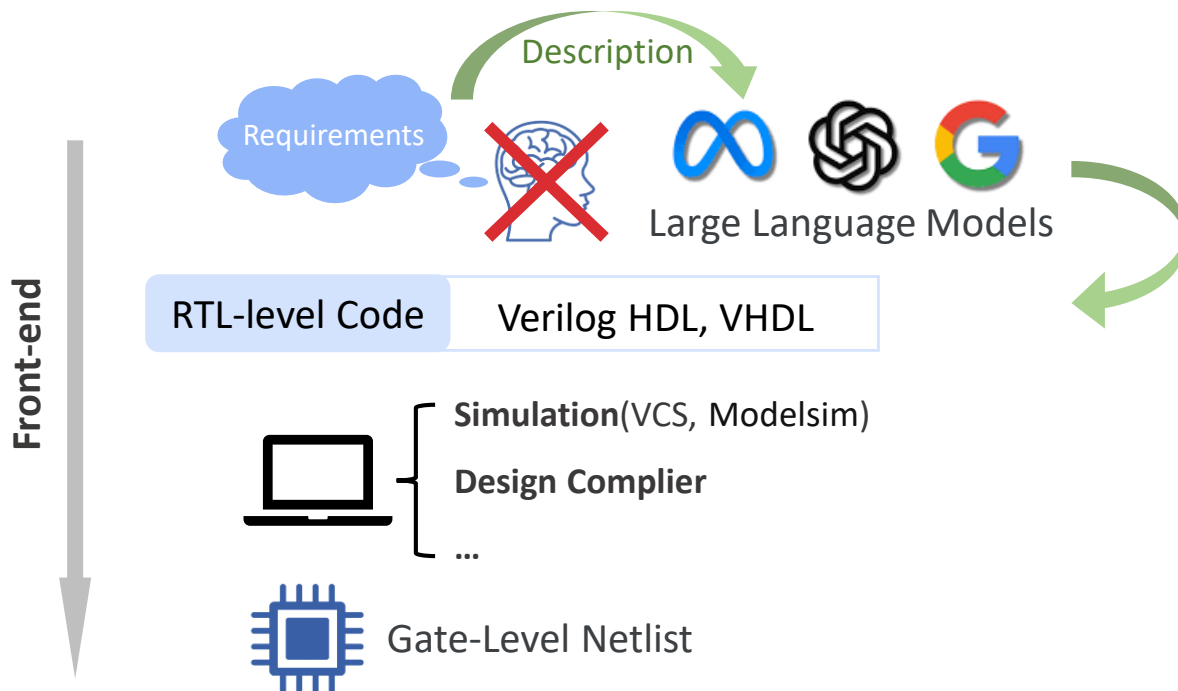 Description
Requirements
Large Language Models
Front-end
RTL-level Code
Verilog HDL, VHDL
Simulation(VCS, Modelsim)
Design Complier
...
Gate-Level Netlist